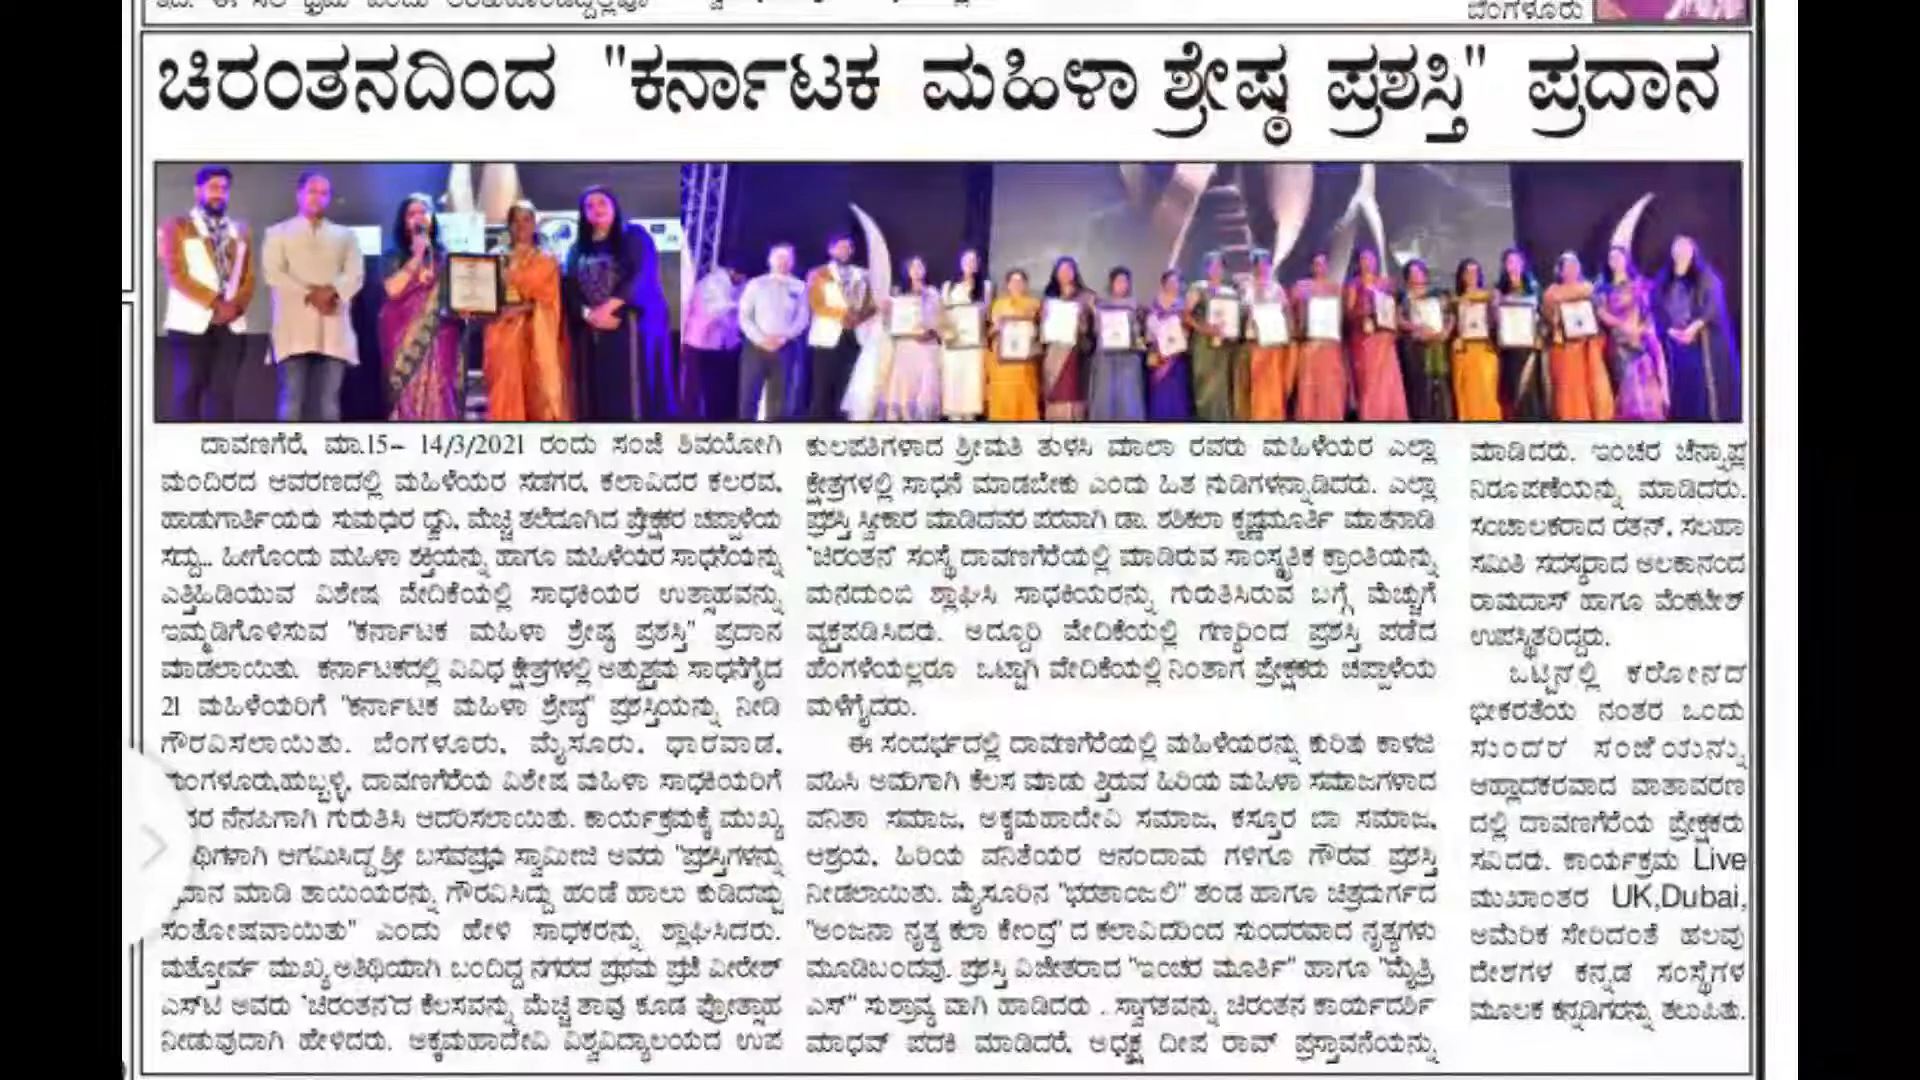 ಬೆಂಗಳೂರು
ಚಿರಂತನದಿಂದ "ಕರ್ನಾಟಕ ಮಹಿಳಾ ಶ್ರೇಷ್ಠ ಪ್ರಶಸ್ತಿ" ಪ್ರದಾನ
ದಾವಣಗೆರೆ, ಮಾ.15– 14/3/2021 ರಂದು ಸಂಜೆ ಶಿವಯೋಗಿ
ಮಂದಿರದ ಆವರಣದಲ್ಲಿ ಮಹಿಳೆಯರ ಸಡಗರ, ಕಲಾವಿದರ ಕಲರವ,
ಹಾಡುಗಾರ್ತಿಯರು ಸುಮಧುರ ಧ್ವನಿ, ಮೆಚ್ಚಿ ತಲೆದೂಗಿದ ಪ್ರೇಕ್ಷಕರ ಚಪ್ಪಾಳೆಯ
ಸದ್ದು... ಹೀಗೊಂದು ಮಹಿಳಾ ಶಕ್ತಿಯನ್ನು ಹಾಗೂ ಮಹಿಳೆಯರ ಸಾಧನೆಯನ್ನು
ಎತ್ತಿಹಿಡಿಯುವ ವಿಶೇಷ ವೇದಿಕೆಯಲ್ಲಿ ಸಾಧಕಿಯರ ಉತ್ಸಾಹವನ್ನು
ಇಮ್ಮಡಿಗೊಳಿಸುವ "ಕರ್ನಾಟಕ ಮಹಿಳಾ ಶ್ರೇಷ್ಠ ಪ್ರಶಸ್ತಿ" ಪ್ರದಾನ
ಮಾಡಲಾಯಿತು. ಕರ್ನಾಟಕದಲ್ಲಿ ವಿವಿಧ ಕ್ಷೇತ್ರಗಳಲ್ಲಿ ಅತ್ಯುತ್ತಮ ಸಾಧನೆಗೈದ
21 ಮಹಿಳೆಯರಿಗೆ "ಕರ್ನಾಟಕ ಮಹಿಳಾ ಶ್ರೇಷ್ಠ" ಪ್ರಶಸ್ತಿಯನ್ನು ನೀಡಿ
ಗೌರವಿಸಲಾಯಿತು. ಬೆಂಗಳೂರು, ಮೈಸೂರು, ಧಾರವಾಡ,
ಮಂಗಳೂರು,ಹುಬ್ಬಳ್ಳಿ, ದಾವಣಗೆರೆಯ ವಿಶೇಷ ಮಹಿಳಾ ಸಾಧಕಿಯರಿಗೆ
ನೆನಪಿಗಾಗಿ ಗುರುತಿಸಿ ಆದರಿಸಲಾಯಿತು. ಕಾರ್ಯಕ್ರಮಕ್ಕೆ ಮುಖ್ಯ
ಆಗಮಿಸಿದ್ದ ಶ್ರೀ ಬಸವಪ್ರಭು ಸ್ವಾಮೀಜಿ ಅವರು "ಪ್ರಶಸ್ತಿಗಳನ್ನು
ಮಾಡಿ ತಾಯಿಯರನ್ನು ಗೌರವಿಸಿದ್ದು ಹಂಡೆ ಹಾಲು ಕುಡಿದಷ್ಟು
ಸಂತೋಷವಾಯಿತು" ಎಂದು ಹೇಳಿ ಸಾಧಕರನ್ನು ಶ್ಲಾಘಿಸಿದರು.
ಮತ್ತೋರ್ವ ಮುಖ್ಯ ಅತಿಥಿಯಾಗಿ ಬಂದಿದ್ದ ನಗರದ ಪ್ರಥಮ ಪ್ರಜೆ ವೀರೇಶ್
ಎಸ್‌ಟಿ ಅವರು 'ಚಿರಂತನ'ದ ಕೆಲಸವನ್ನು ಮೆಚ್ಚಿ ತಾವು ಕೂಡ ಪ್ರೋತ್ಸಾಹ
ನೀಡುವುದಾಗಿ ಹೇಳಿದರು. ಅಕ್ಕಮಹಾದೇವಿ ವಿಶ್ವವಿದ್ಯಾಲಯದ ಉಪ
ಕುಲಪತಿಗಳಾದ ಶ್ರೀಮತಿ ತುಳಸಿ ಮಾಲಾ ರವರು ಮಹಿಳೆಯರ ಎಲ್ಲಾ
ಕ್ಷೇತ್ರಗಳಲ್ಲಿ ಸಾಧನೆ ಮಾಡಬೇಕು ಎಂದು ಹಿತ ನುಡಿಗಳನ್ನಾಡಿದರು. ಎಲ್ಲಾ
ಪ್ರಶಸ್ತಿ ಸ್ವೀಕಾರ ಮಾಡಿದವರ ಪರವಾಗಿ ಡಾ. ಶಶಿಕಲಾ ಕೃಷ್ಣಮೂರ್ತಿ ಮಾತನಾಡಿ
'ಚಿರಂತನ' ಸಂಸ್ಥೆ ದಾವಣಗೆರೆಯಲ್ಲಿ ಮಾಡಿರುವ ಸಾಂಸ್ಕೃತಿಕ ಕ್ರಾಂತಿಯನ್ನು
ಮನದುಂಬಿ ಶ್ಲಾಘಿಸಿ ಸಾಧಕಿಯರನ್ನು ಗುರುತಿಸಿರುವ ಬಗ್ಗೆ ಮೆಚ್ಚುಗೆ
ವ್ಯಕ್ತಪಡಿಸಿದರು. ಅದ್ದೂರಿ ವೇದಿಕೆಯಲ್ಲಿ ಗಣ್ಯರಿಂದ ಪ್ರಶಸ್ತಿ ಪಡೆದ
ಹೆಂಗಳೆಯಲ್ಲರೂ ಒಟ್ಟಾಗಿ ವೇದಿಕೆಯಲ್ಲಿ ನಿಂತಾಗ ಪ್ರೇಕ್ಷಕರು ಚಪ್ಪಾಳೆಯ
ಮಳೆಗೈದರು.
ಈ ಸಂದರ್ಭದಲ್ಲಿ ದಾವಣಗೆರೆಯಲ್ಲಿ ಮಹಿಳೆಯರನ್ನು ಕುರಿತು ಕಾಳಜಿ
ವಹಿಸಿ ಅಮಗಾಗಿ ಕೆಲಸ ಮಾಡು ತ್ತಿರುವ ಹಿರಿಯ ಮಹಿಳಾ ಸಮಾಜಗಳಾದ
ವನಿತಾ ಸಮಾಜ, ಅಕ್ಕಮಹಾದೇವಿ ಸಮಾಜ, ಕಸ್ತೂರ ಬಾ ಸಮಾಜ,
ಆಶ್ರಯ, ಹಿರಿಯ ವನಿತೆಯರ ಆನಂದಾಮ ಗಳಿಗೂ ಗೌರವ ಪ್ರಶಸ್ತಿ
ನೀಡಲಾಯಿತು. ಮೈಸೂರಿನ "ಭರತಾಂಜಲಿ" ತಂಡ ಹಾಗೂ ಚಿತ್ರದುರ್ಗದ
"ಅಂಜನಾ ನೃತ್ಯ ಕಲಾ ಕೇಂದ್ರ" ದ ಕಲಾವಿದರಿಂದ ಸುಂದರವಾದ ನೃತ್ಯಗಳು
ಮೂಡಿಬಂದವು. ಪ್ರಶಸ್ತಿ ವಿಜೇತರಾದ "ಇಂಚರ ಮೂರ್ತಿ" ಹಾಗೂ "ಮೈತ್ರಿ
ಎಸ್" ಸುಶ್ರಾವ್ಯ ವಾಗಿ ಹಾಡಿದರು . ಸ್ವಾಗತವನ್ನು ಚಿರಂತನ ಕಾರ್ಯದರ್ಶಿ
ಮಾಧವ್ ಪದಕಿ ಮಾಡಿದರೆ, ಅಧ್ಯಕ್ಷೆ ದೀಪ ರಾವ್ ಪ್ರಸ್ತಾವನೆಯನ್ನು
ಮಾಡಿದರು. ಇಂಚರ ಚೆನ್ನಾಪ್ಪ
ನಿರೂಪಣೆಯನ್ನು ಮಾಡಿದರು.
ಸಂಚಾಲಕರಾದ ರತನ್, ಸಲಹಾ
ಸಮಿತಿ ಸದಸ್ಯರಾದ ಅಲಕಾನಂದ
ರಾಮದಾಸ್ ಹಾಗೂ ವೆಂಕಟೇಶ್
ಉಪಸ್ಥಿತರಿದ್ದರು.
ಒಟ್ಟಿನಲ್ಲಿ ಕರೋನದ
ಭೀಕರತೆಯ ನಂತರ ಒಂದು
ಸುಂದರ ಸಂಜೆಯನ್ನು
ಆಹ್ಲಾದಕರವಾದ ವಾತಾವರಣ
ದಲ್ಲಿ ದಾವಣಗೆರೆಯ ಪ್ರೇಕ್ಷಕರು
ಸವಿದರು. ಕಾರ್ಯಕ್ರಮ Live
ಮುಖಾಂತರ UK,Dubai,
ಅಮೆರಿಕ ಸೇರಿದಂತೆ ಹಲವು
ದೇಶಗಳ ಕನ್ನಡ ಸಂಸ್ಥೆಗಳ
ಮೂಲಕ ಕನ್ನಡಿಗರನ್ನು ತಲುಪಿತು.